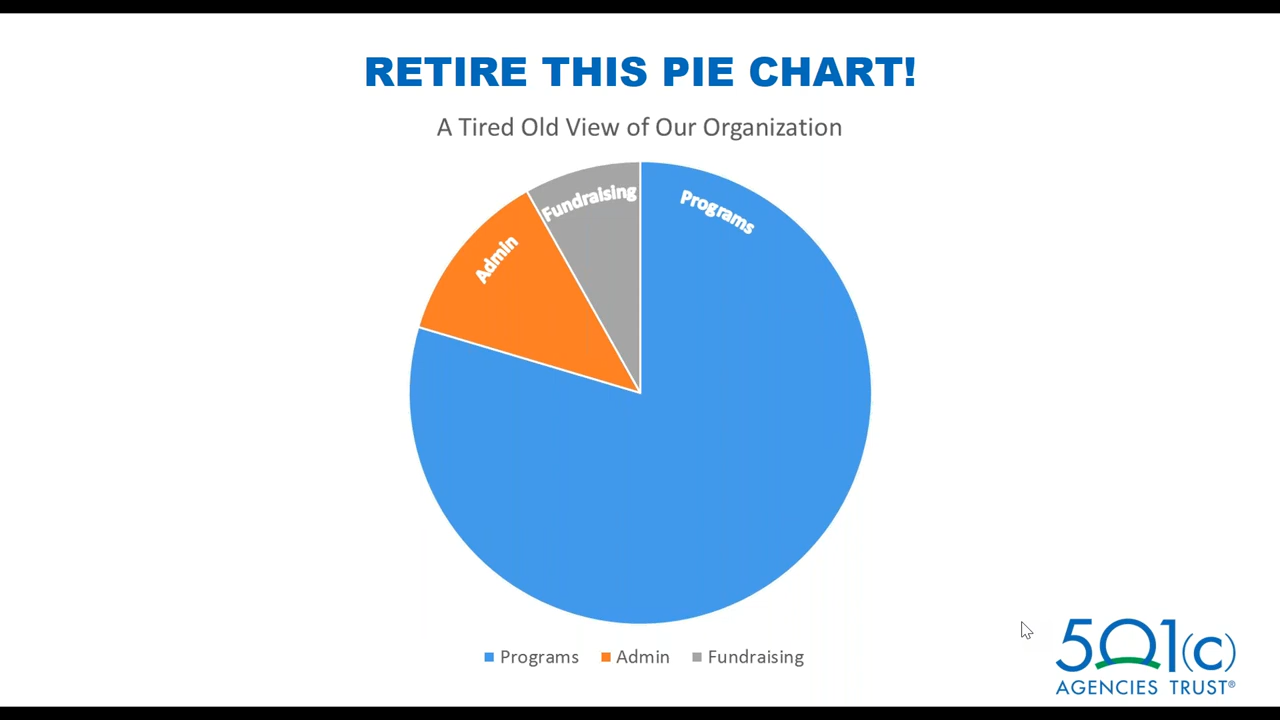 RETIRE THIS PIE CHART!
A Tired Old View of Our Organization
Fundraising
Programs
Admin
Programs Admin Fundraising
501(c)
AGENCIES TRUST®